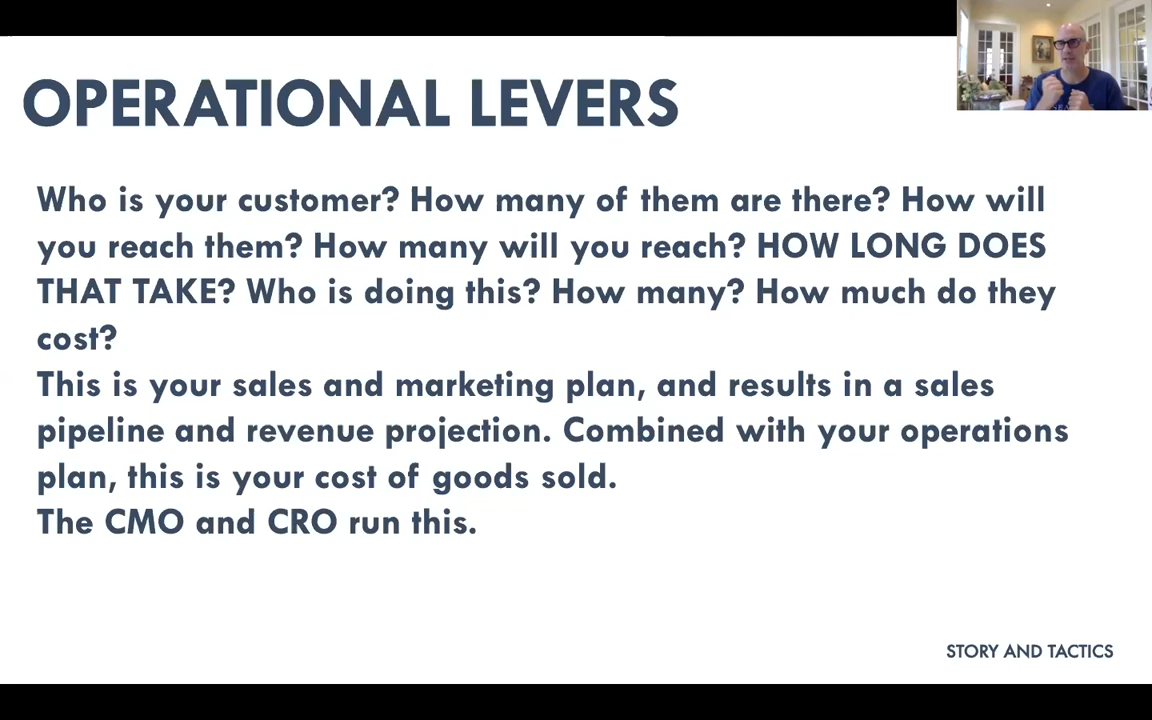 OPERATIONAL LEVERS
Who is your customer? How many of them are there? How will
you reach them? How many will you reach? HOW LONG DOES
THAT TAKE? Who is doing this? How many? How much do they
cost?
This is your sales and marketing plan, and results in a sales
pipeline and revenue projection. Combined with your operations
plan, this is your cost of goods sold.
The CMO and CRO run this.
STORY AND TACTICS